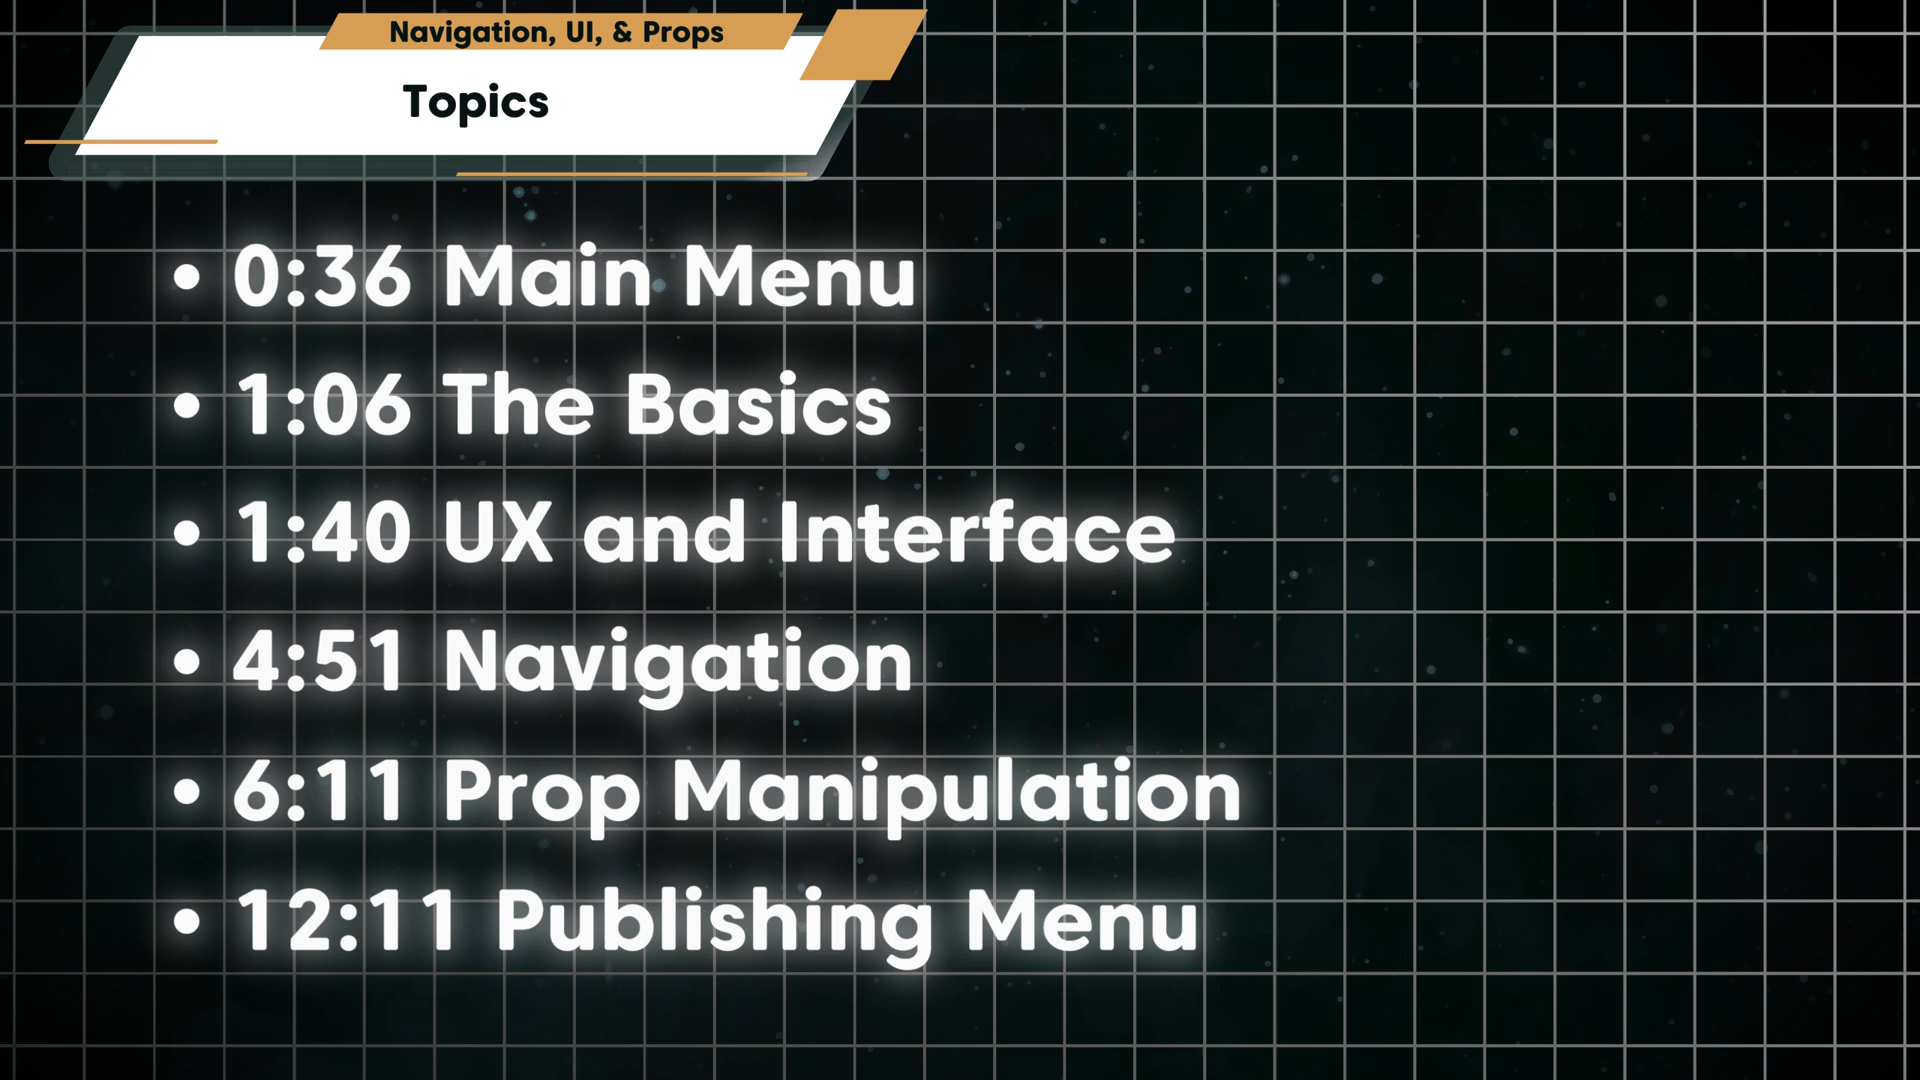 Navigation, UI, & Props
Topics
• 0:36 Main Menu
• 1:06 The Basics
• 1:40 UX and Interface
• 4:51 Navigation
• 6:11 Prop Manipulation
• 12:11 Publishing Menu